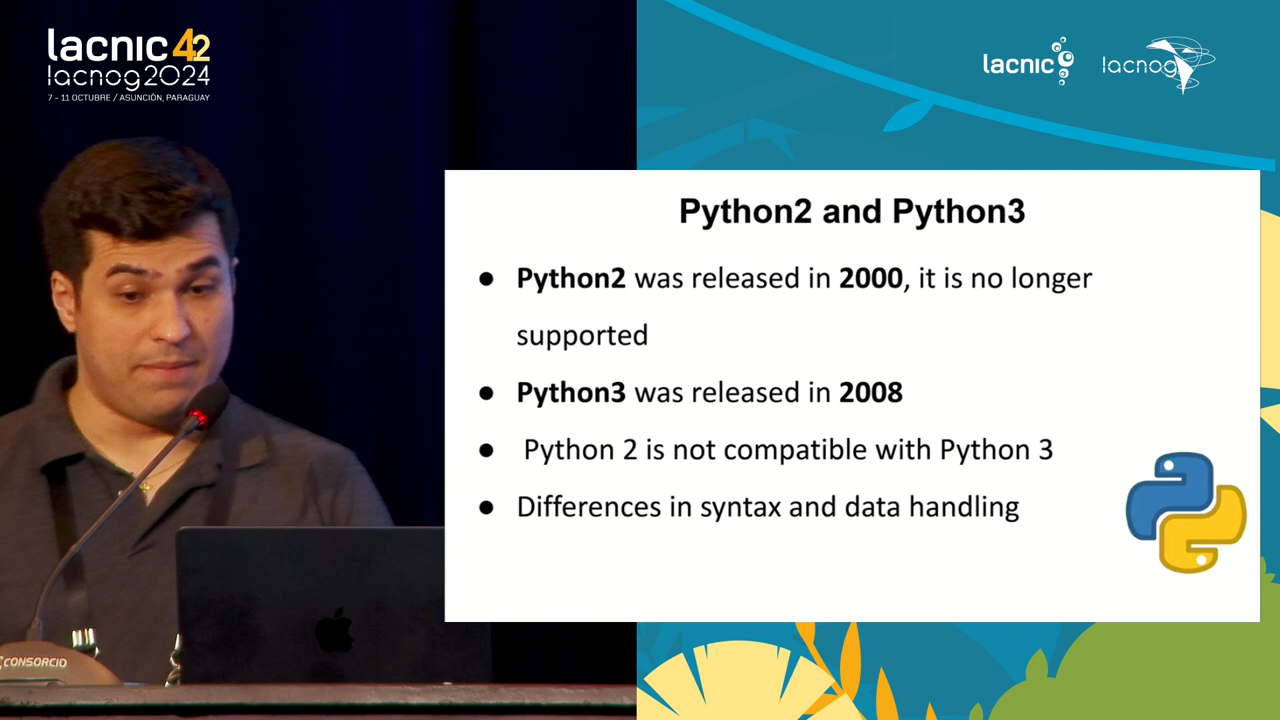 lacnic 42
lacnog2024
7 - 11 OCTUBRE / ASUNCIÓN, PARAGUAY
lacnic
lacnog
Python2 and Python3
● Python2 was released in 2000, it is no longer
supported
● Python3 was released in 2008
● Python 2 is not compatible with Python 3
● Differences in syntax and data handling
CONSORCIO